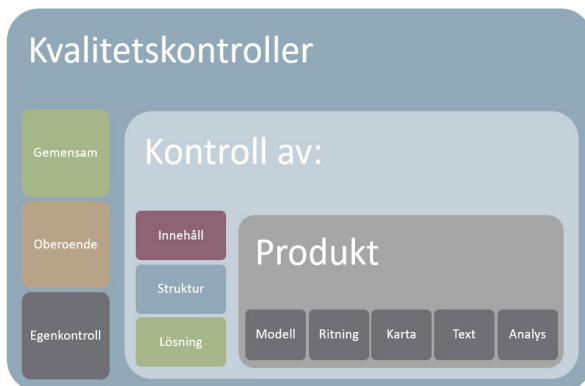 Kvalitetskontroller
Gemensam
Oberoende
Egenkontroll
Kontroll av:
Innehåll
Struktur
Lösning
Produkt
Modell
Ritning
Karta
Text
Analys